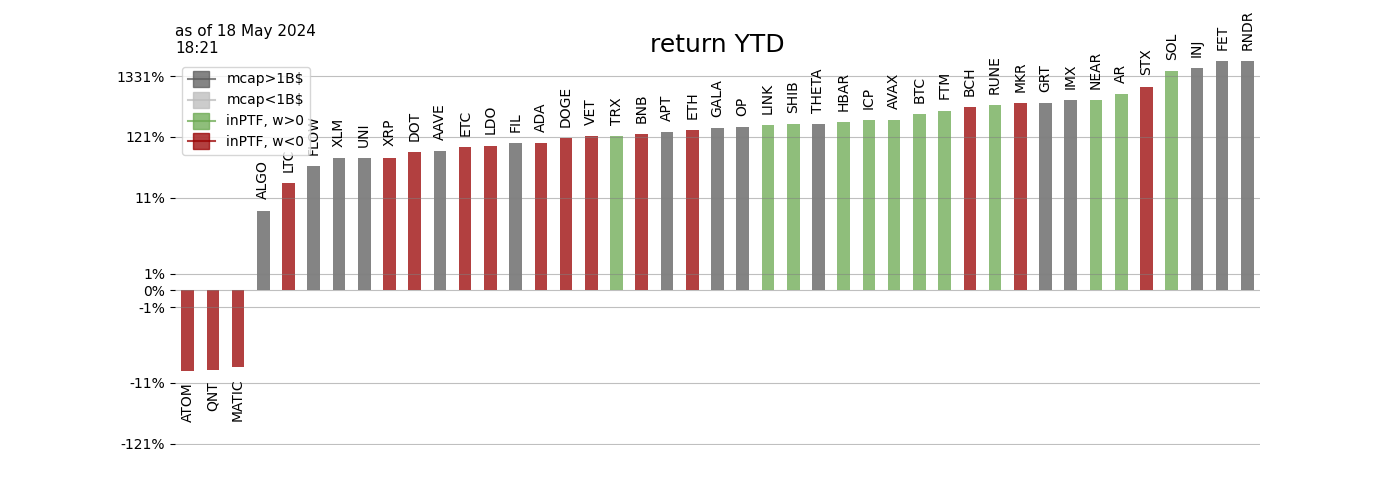 as of 18 May 2024
18:21
return YTD
mcap>1B$
mcap<1B$
inPTF, w>0
inPTF, w<0
1331%
121%
11%
1%
0%
-1%
-11%
-121%
ATOM
QNT
MATIC
ALGO
LTC
FLOW
XLM
UNI
XRP
DOT
AAVE
ETC
LDO
FIL
ADA
DOGE
VET
TRX
BNB
APT
ETH
GALA
OP
LINK
SHIB
THETA
HBAR
ICP
AVAX
BTC
FTM
BCH
RUNE
MKR
GRT
IMX
NEAR
AR
STX
SOL
INJ
FET
RNDR